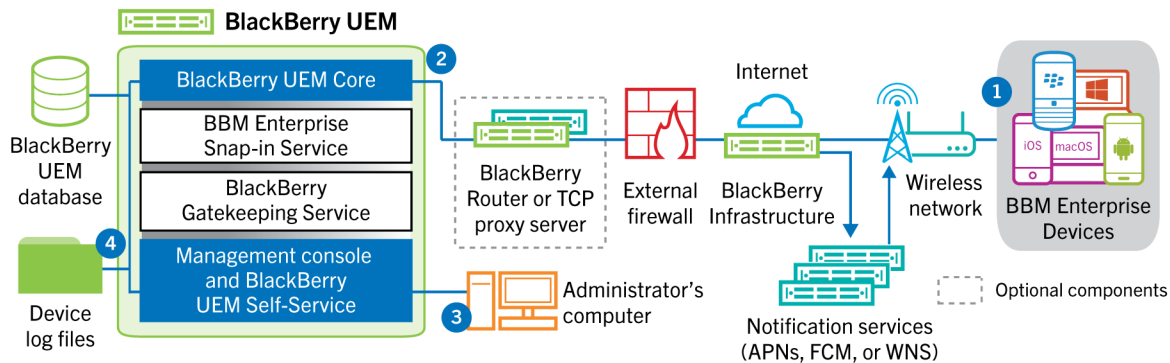 BlackBerry UEM
2
BlackBerry UEM Core
BBM Enterprise
Snap-in Service
BlackBerry
Gatekeeping Service
Management console
and BlackBerry
UEM Self-Service
BlackBerry
UEM
database
4
Device
log files
3
Administrator's
computer
BlackBerry
Router or TCP
proxy server
External
firewall
Internet
BlackBerry
Infrastructure
Wireless
network
Notification services
(APNs, FCM, or WNS)
1
iOS
macOS
BBM Enterprise
Devices
Optional components